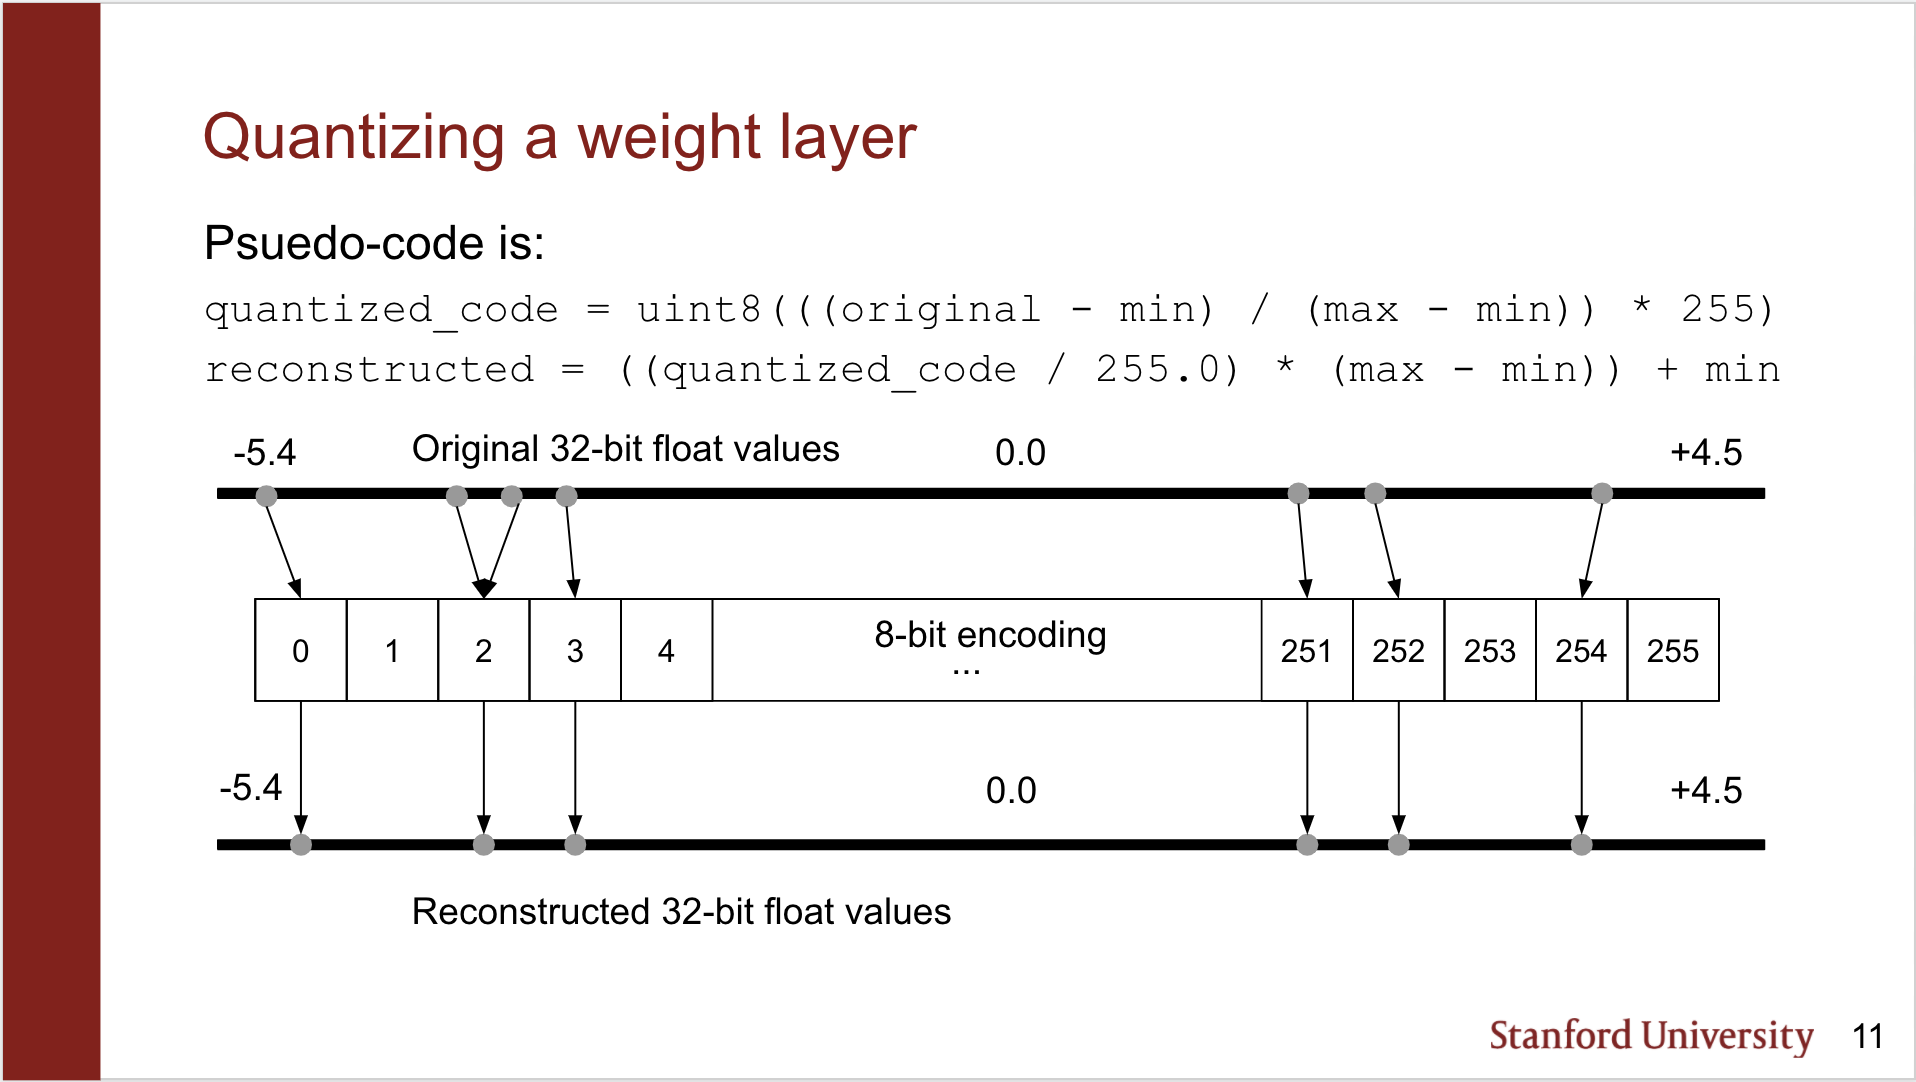 Quantizing a weight layer
Psuedo-code is:
quantized_code = uint8(((original - min) / (max - min)) * 255)
reconstructed = ((quantized_code / 255.0) * (max - min)) + min
-5.4 Original 32-bit float values 0.0 +4.5
0 1 2 3 4 8-bit encoding ... 251 252 253 254 255
-5.4 0.0 +4.5
Reconstructed 32-bit float values
Stanford University 11